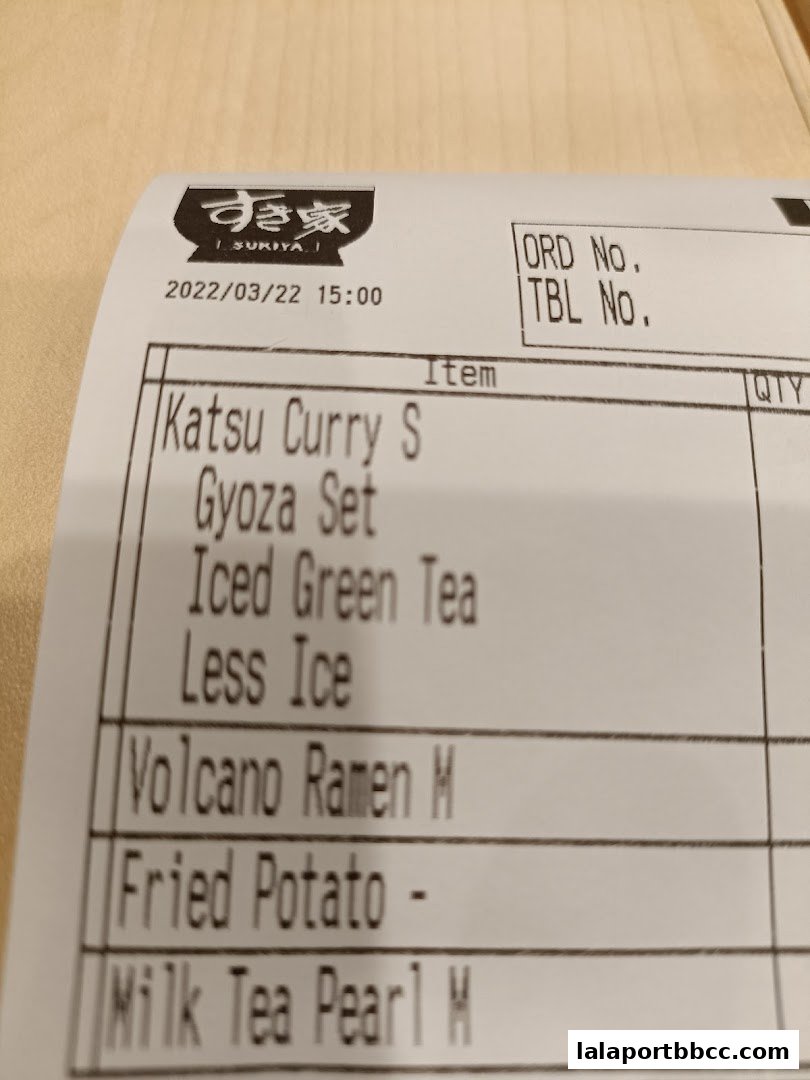 すき家
SUKIYA
2022/03/22 15:00
ORD No.
TBL No.
Item
QTY
Katsu Curry S
Gyoza Set
Iced Green Tea
Less Ice
Volcano Ramen M
Fried Potato -
Milk Tea Pearl M
lalaportbbcc.com